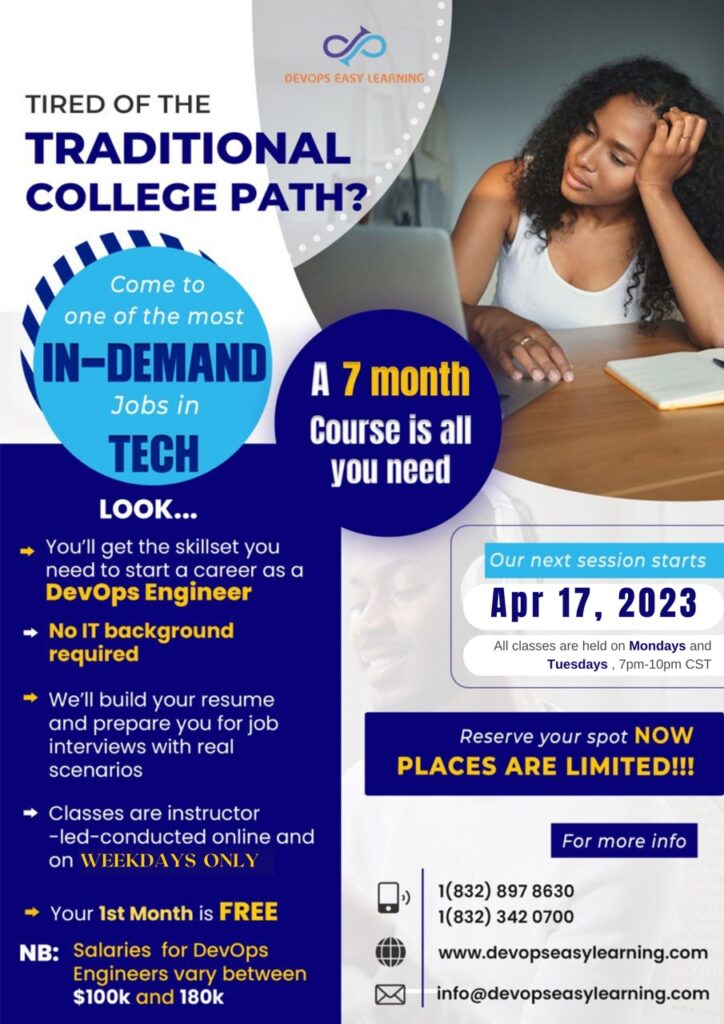 DEVOPS EASY LEARNING
TIRED OF THE
TRADITIONAL
COLLEGE PATH?
Come to
one of the most
IN-DEMAND
Jobs in
TECH
A 7 month
Course is all
you need
LOOK...
You'll get the skillset you
need to start a career as a
DevOps Engineer
No IT background
required
We'll build your resume
and prepare you for job
interviews with real
scenarios
Classes are instructor
-led-conducted online and
on WEEKDAYS ONLY
Your 1st Month is FREE
NB: Salaries for DevOps
Engineers vary between
$100k and 180k
Our next session starts
Apr 17, 2023
All classes are held on Mondays and
Tuesdays , 7pm-10pm CST
Reserve your spot NOW
PLACES ARE LIMITED!!!
For more info
1(832) 897 8630
1(832) 342 0700
www.devopseasylearning.com
info@devopseasylearning.com